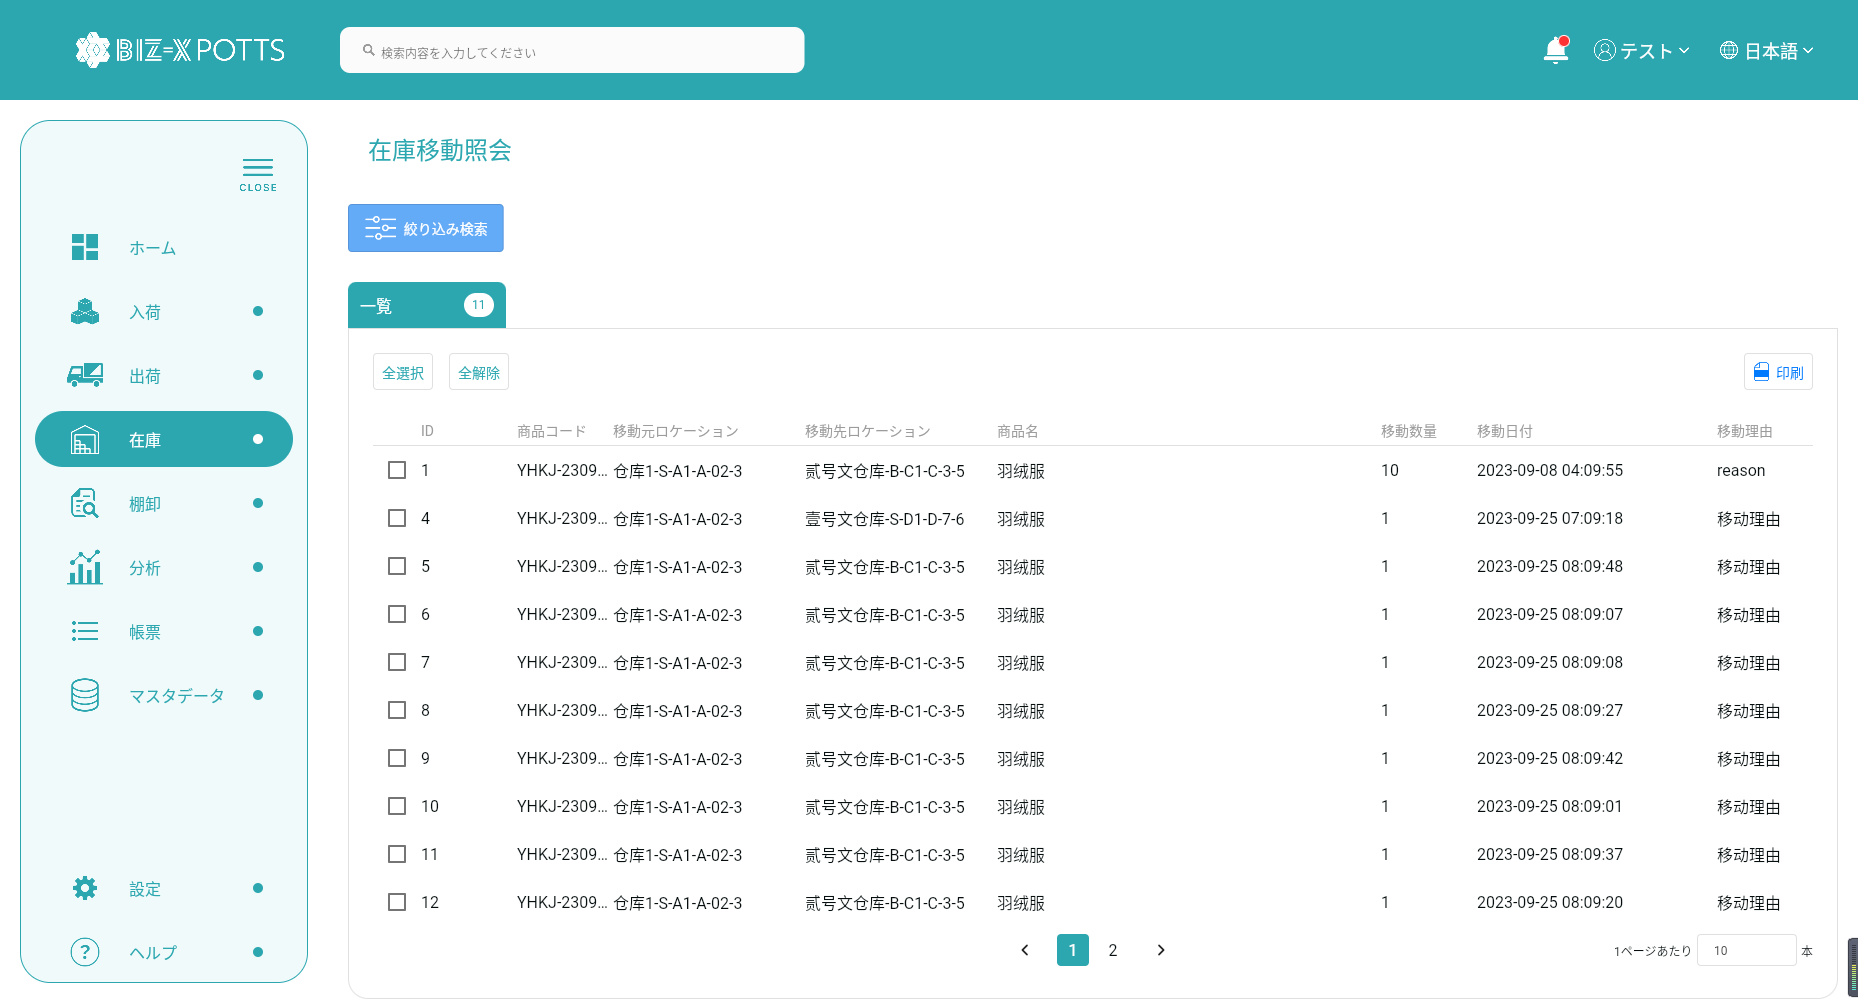 BIZ=X POTTS
検索内容を入力してください
テスト
日本語
CLOSE
ホーム
入荷
出荷
在庫
棚卸
分析
帳票
マスタデータ
設定
? ヘルプ
在庫移動照会
絞り込み検索
一覧 11
全選択 全解除 印刷
ID 商品コード 移動元ロケーション 移動先ロケーション 商品名 移動数量 移動日付 移動理由
1 YHKJ-2309... 仓库1-S-A1-A-02-3 贰号文仓库-B-C1-C-3-5 羽绒服 10 2023-09-08 04:09:55 reason
4 YHKJ-2309... 仓库1-S-A1-A-02-3 壹号文仓库-S-D1-D-7-6 羽绒服 1 2023-09-25 07:09:18 移动理由
5 YHKJ-2309... 仓库1-S-A1-A-02-3 贰号文仓库-B-C1-C-3-5 羽绒服 1 2023-09-25 08:09:48 移动理由
6 YHKJ-2309... 仓库1-S-A1-A-02-3 贰号文仓库-B-C1-C-3-5 羽绒服 1 2023-09-25 08:09:07 移动理由
7 YHKJ-2309... 仓库1-S-A1-A-02-3 贰号文仓库-B-C1-C-3-5 羽绒服 1 2023-09-25 08:09:08 移动理由
8 YHKJ-2309... 仓库1-S-A1-A-02-3 贰号文仓库-B-C1-C-3-5 羽绒服 1 2023-09-25 08:09:27 移动理由
9 YHKJ-2309... 仓库1-S-A1-A-02-3 贰号文仓库-B-C1-C-3-5 羽绒服 1 2023-09-25 08:09:42 移动理由
10 YHKJ-2309... 仓库1-S-A1-A-02-3 贰号文仓库-B-C1-C-3-5 羽绒服 1 2023-09-25 08:09:01 移动理由
11 YHKJ-2309... 仓库1-S-A1-A-02-3 贰号文仓库-B-C1-C-3-5 羽绒服 1 2023-09-25 08:09:37 移动理由
12 YHKJ-2309... 仓库1-S-A1-A-02-3 贰号文仓库-B-C1-C-3-5 羽绒服 1 2023-09-25 08:09:20 移动理由
1 2 1ページあたり 10 本